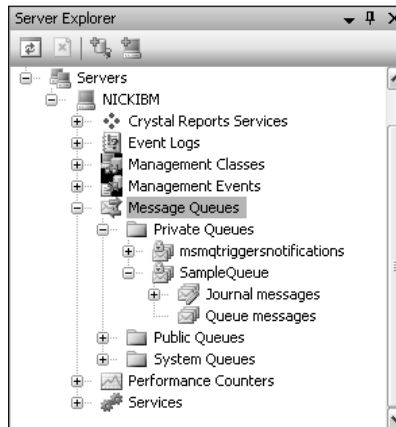 Server Explorer
Servers
NICKIBM
Crystal Reports Services
Event Logs
Management Classes
Management Events
Message Queues
Private Queues
msmqtriggersnotifications
SampleQueue
Journal messages
Queue messages
Public Queues
System Queues
Performance Counters
Services